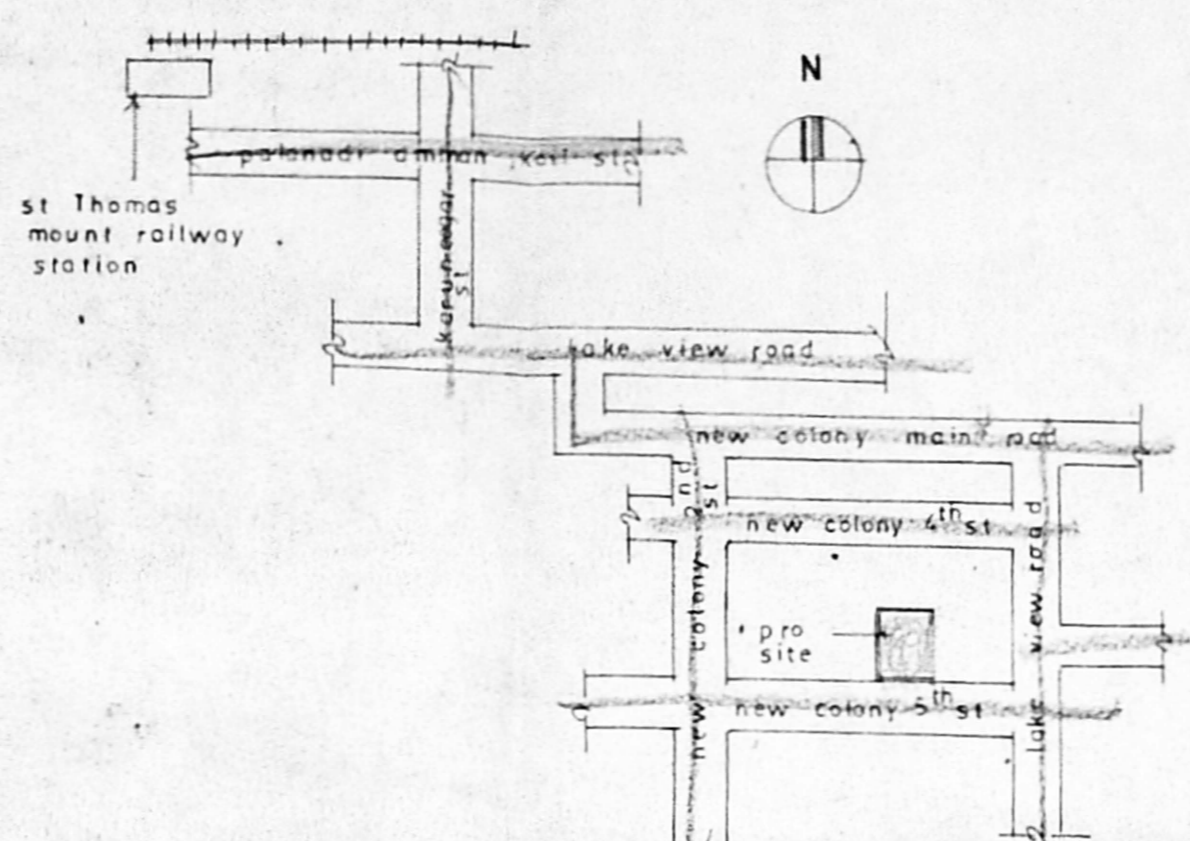 N
palanadi amman koil st
st Thomas
mount railway
station
karuneegar
st
lake view road
new colony main road
2nd
st
new colony 4th st
new colony
lake view road
pro
site
new colony 5th st